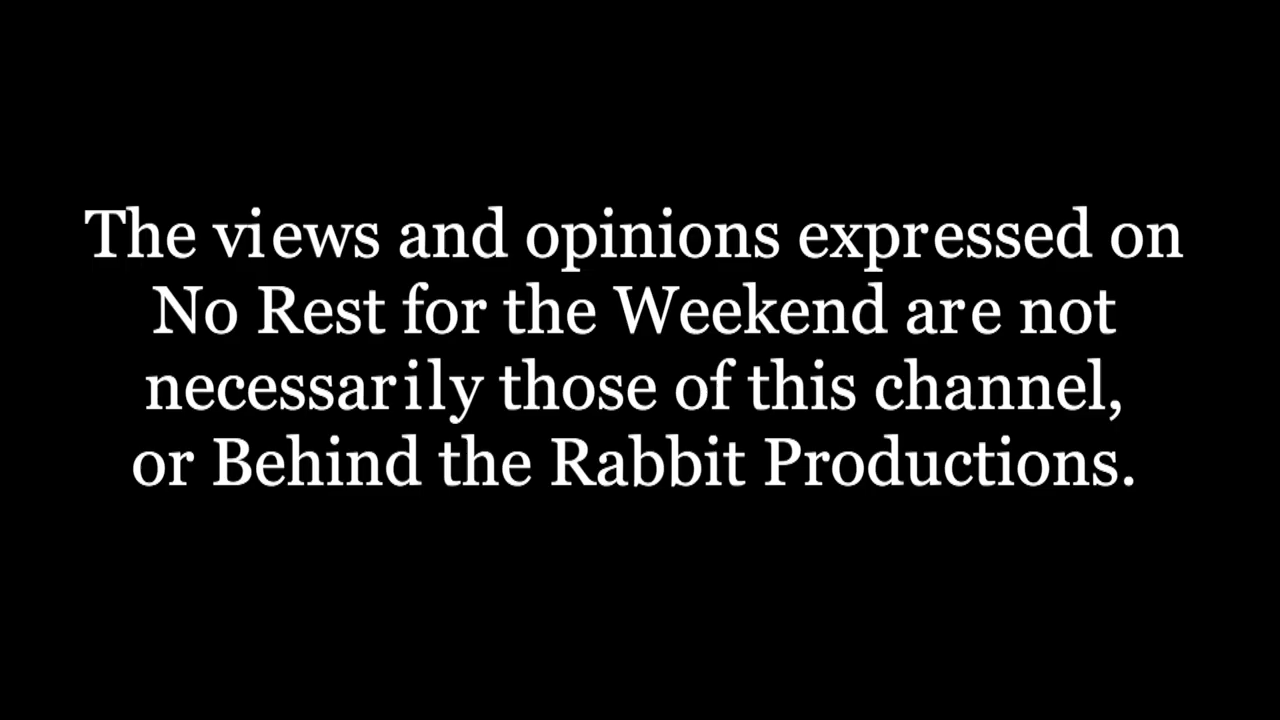 The views and opinions expressed on
No Rest for the Weekend are not
necessarily those of this channel,
or Behind the Rabbit Productions.